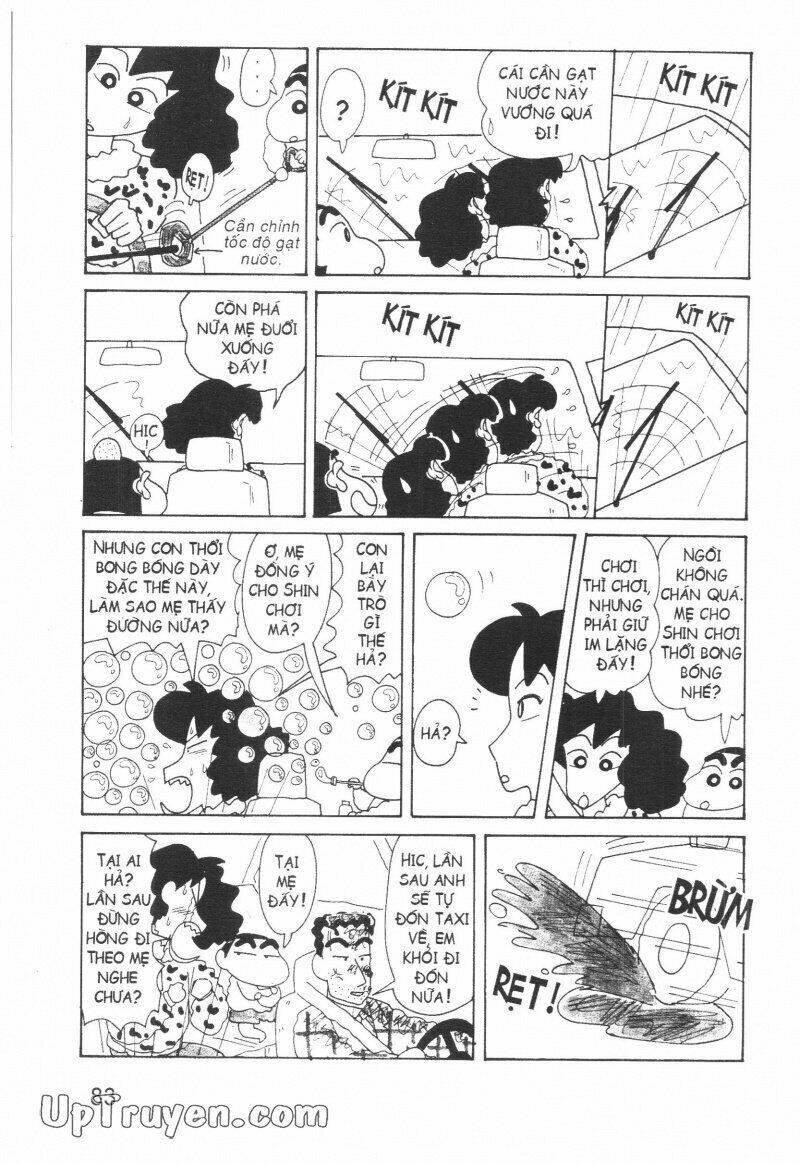 KÍT KÍT
CÁI CẦN GẠT
NƯỚC NÀY
VƯỚNG QUÁ
ĐI!
KÍT KÍT
?
...
RẸT!
Cần chỉnh
tốc độ gạt
nước.
KÍT KÍT
KÍT KÍT
CÒN PHÁ
NỮA MẸ ĐUỔI
XUỐNG
ĐẤY!
HIC
NGỒI
KHÔNG
CHÁN QUÁ.
MẸ CHO
SHIN CHƠI
THỔI BONG
BÓNG
NHÉ?
CHƠI
THÌ CHƠI,
NHƯNG
PHẢI GIỮ
IM LẶNG
ĐẤY!
HẢ?
CON
LẠI
BÀY
TRÒ
GÌ
THẾ
HẢ?
Ơ, MẸ
ĐỒNG Ý
CHO SHIN
CHƠI
MÀ?
NHƯNG CON THỔI
BONG BÓNG DÀY
ĐẶC THẾ NÀY,
LÀM SAO MẸ THẤY
ĐƯỜNG NỮA?
BRỪM
RẸT!
HIC, LẦN
SAU ANH
SẼ TỰ
ĐÓN TAXI
VỀ, EM
KHỎI ĐI
ĐÓN
NỮA!
TẠI
MẸ
ĐẤY!
TẠI AI
HẢ?
LẦN SAU
ĐỪNG
HÒNG ĐI
THEO MẸ
NGHE
CHƯA?
83
UpTruyen.com